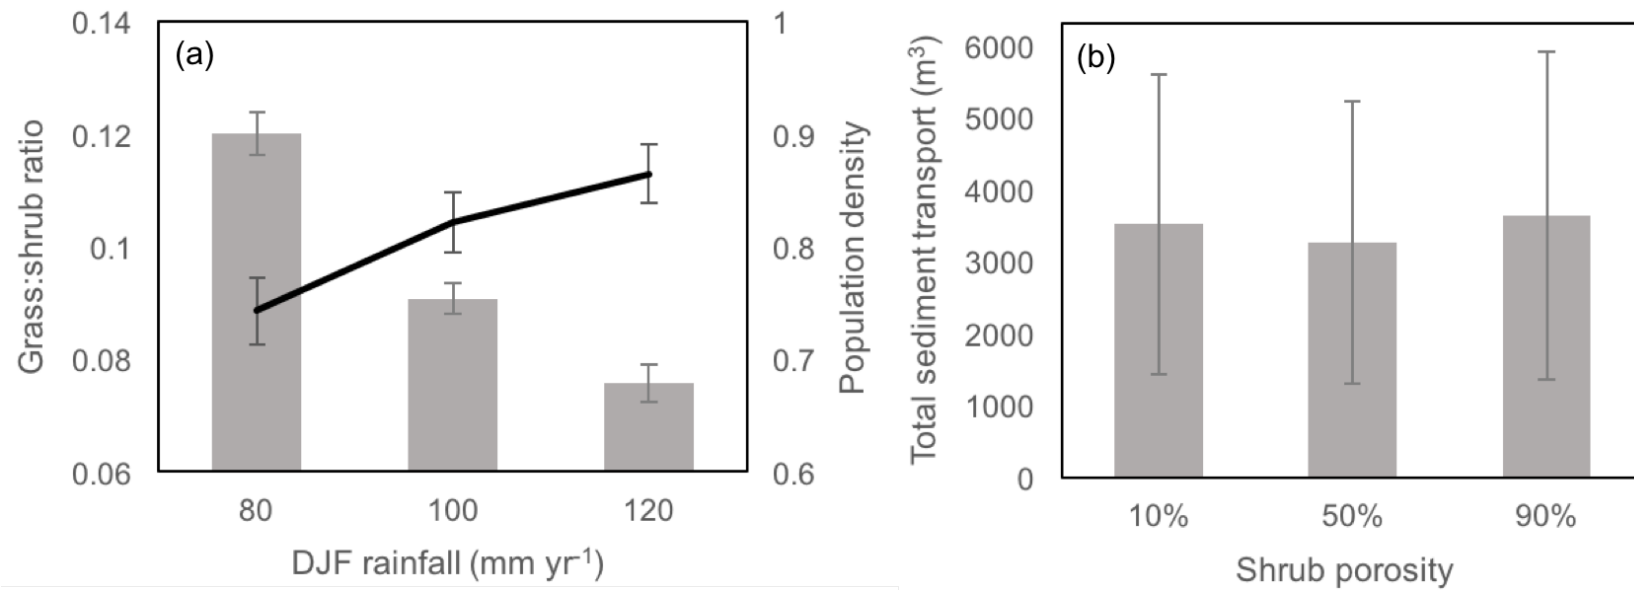 (a)
Grass:shrub ratio
0.14
0.12
0.1
0.08
0.06
1
0.9
0.8
0.7
0.6
Population density
80 100 120
DJF rainfall (mm yr⁻¹)
(b)
Total sediment transport (m³)
6000
5000
4000
3000
2000
1000
0
10% 50% 90%
Shrub porosity